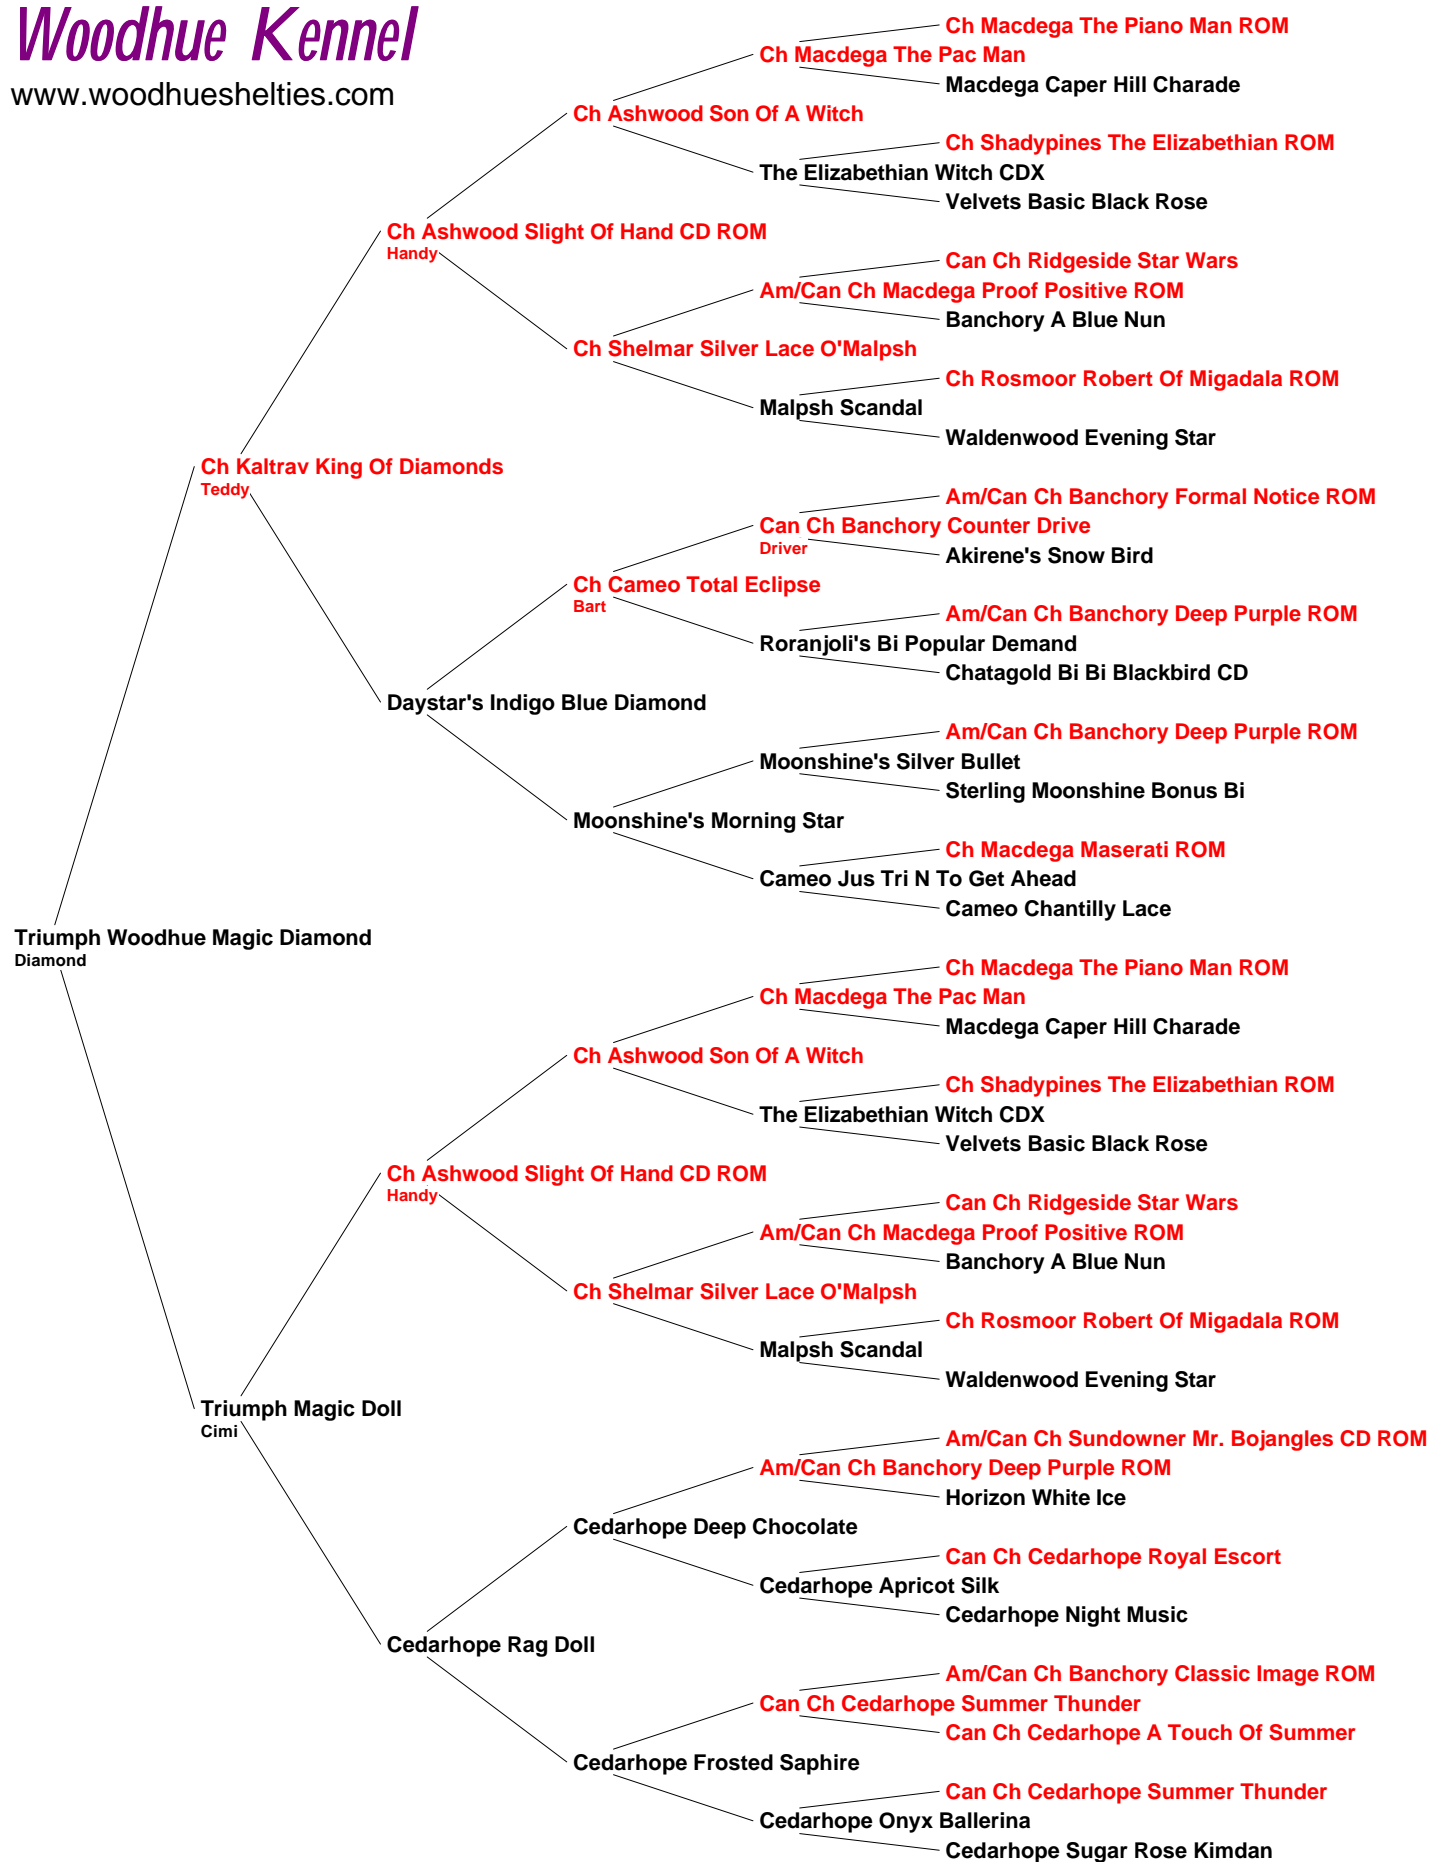 Woodhue Kennel
www.woodhueshelties.com
Ch Macdega The Piano Man ROM
Ch Macdega The Pac Man
Macdega Caper Hill Charade
Ch Ashwood Son Of A Witch
Ch Shadypines The Elizabethian ROM
The Elizabethian Witch CDX
Velvets Basic Black Rose
Ch Ashwood Slight Of Hand CD ROM
Handy
Can Ch Ridgeside Star Wars
Am/Can Ch Macdega Proof Positive ROM
Banchory A Blue Nun
Ch Shelmar Silver Lace O'Malpsh
Ch Rosmoor Robert Of Migadala ROM
Malpsh Scandal
Waldenwood Evening Star
Ch Kaltrav King Of Diamonds
Teddy
Am/Can Ch Banchory Formal Notice ROM
Can Ch Banchory Counter Drive
Driver
Akirene's Snow Bird
Ch Cameo Total Eclipse
Bart
Am/Can Ch Banchory Deep Purple ROM
Roranjoli's Bi Popular Demand
Chatagold Bi Bi Blackbird CD
Daystar's Indigo Blue Diamond
Am/Can Ch Banchory Deep Purple ROM
Moonshine's Silver Bullet
Sterling Moonshine Bonus Bi
Moonshine's Morning Star
Ch Macdega Maserati ROM
Cameo Jus Tri N To Get Ahead
Cameo Chantilly Lace
Triumph Woodhue Magic Diamond
Diamond
Ch Macdega The Piano Man ROM
Ch Macdega The Pac Man
Macdega Caper Hill Charade
Ch Ashwood Son Of A Witch
Ch Shadypines The Elizabethian ROM
The Elizabethian Witch CDX
Velvets Basic Black Rose
Ch Ashwood Slight Of Hand CD ROM
Handy
Can Ch Ridgeside Star Wars
Am/Can Ch Macdega Proof Positive ROM
Banchory A Blue Nun
Ch Shelmar Silver Lace O'Malpsh
Ch Rosmoor Robert Of Migadala ROM
Malpsh Scandal
Waldenwood Evening Star
Triumph Magic Doll
Cimi
Am/Can Ch Sundowner Mr. Bojangles CD ROM
Am/Can Ch Banchory Deep Purple ROM
Horizon White Ice
Cedarhope Deep Chocolate
Can Ch Cedarhope Royal Escort
Cedarhope Apricot Silk
Cedarhope Night Music
Cedarhope Rag Doll
Am/Can Ch Banchory Classic Image ROM
Can Ch Cedarhope Summer Thunder
Can Ch Cedarhope A Touch Of Summer
Cedarhope Frosted Saphire
Can Ch Cedarhope Summer Thunder
Cedarhope Onyx Ballerina
Cedarhope Sugar Rose Kimdan